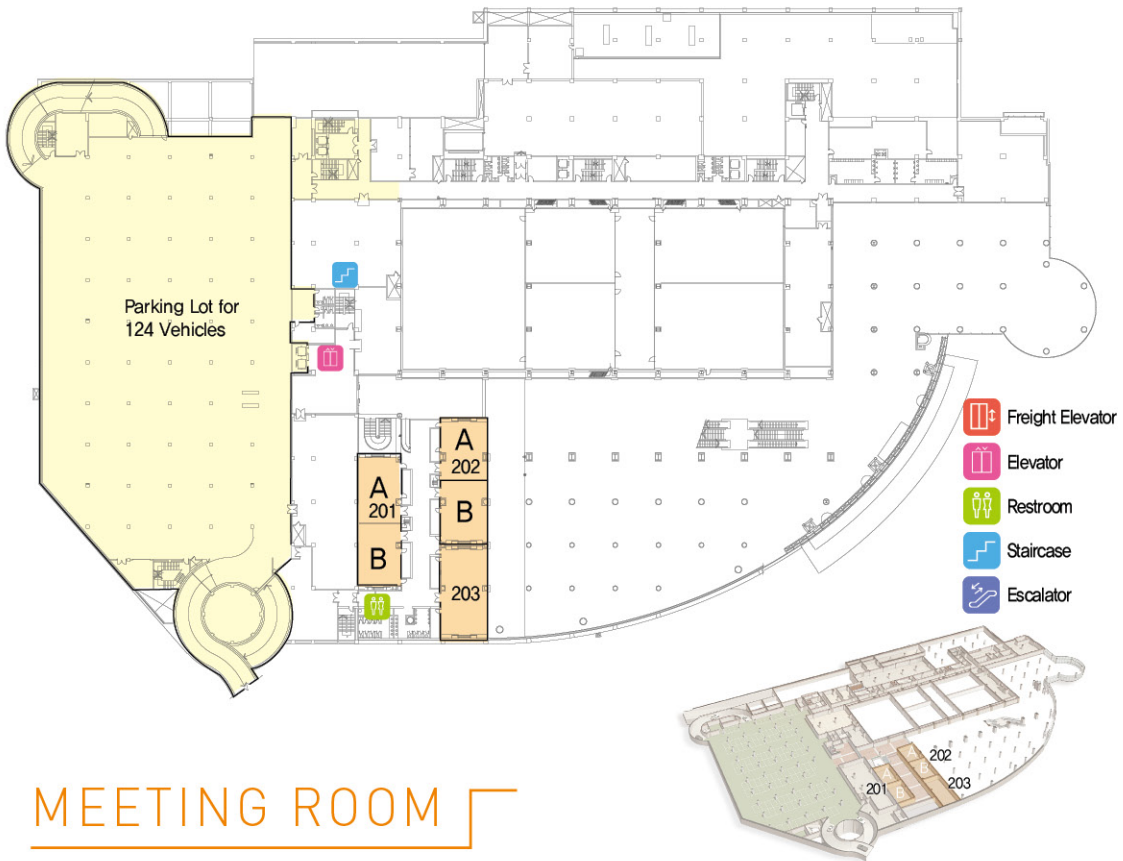 Parking Lot for
124 Vehicles
A
202
A
201
B
B
203
Freight Elevator
Elevator
Restroom
Staircase
Escalator
A
202
B
A
203
201
B
MEETING ROOM